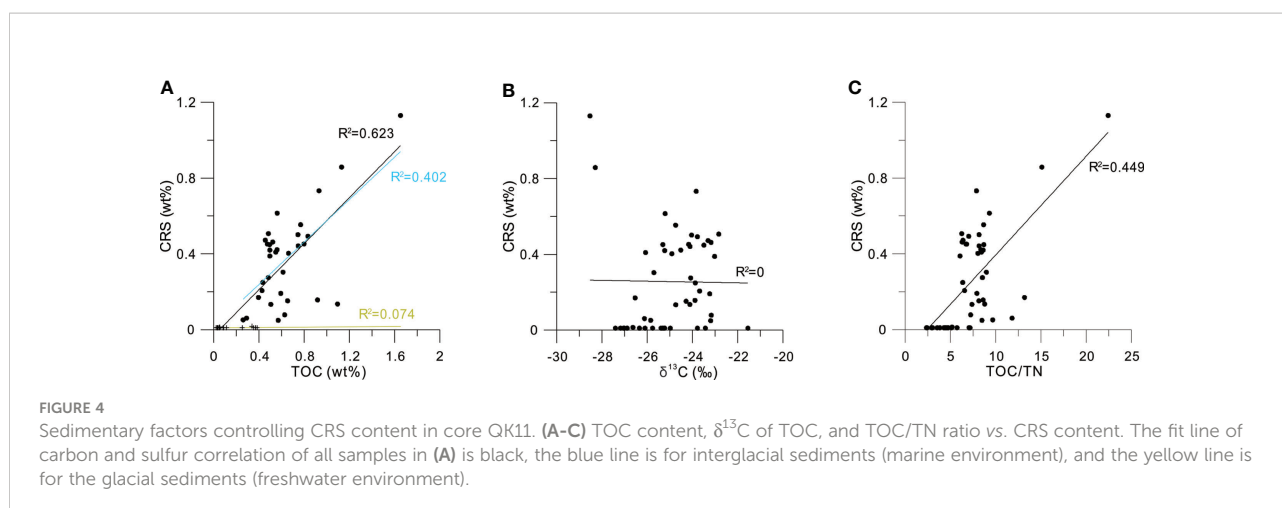 A
B
C
1.2
0.8
0.4
0
CRS (wt%)
R²=0.623
R²=0.402
R²=0.074
0 0.4 0.8 1.2 1.6 2
TOC (wt%)
1.2
0.8
0.4
0
CRS (wt%)
R²=0
-30 -28 -26 -24 -22 -20
δ¹³C (‰)
1.2
0.8
0.4
0
CRS (wt%)
R²=0.449
0 5 10 15 20 25
TOC/TN
FIGURE 4
Sedimentary factors controlling CRS content in core QK11. (A-C) TOC content, δ¹³C of TOC, and TOC/TN ratio vs. CRS content. The fit line of
carbon and sulfur correlation of all samples in (A) is black, the blue line is for interglacial sediments (marine environment), and the yellow line is
for the glacial sediments (freshwater environment).